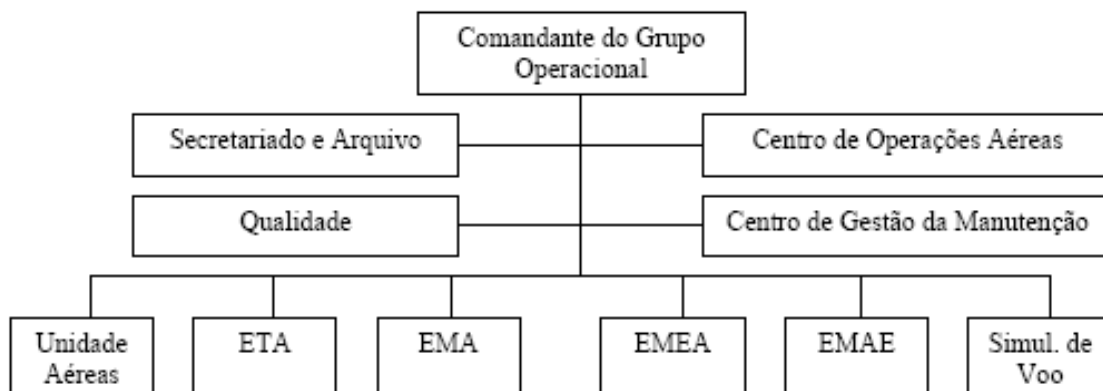 Comandante do Grupo
Operacional
Secretariado e Arquivo
Centro de Operações Aéreas
Qualidade
Centro de Gestão da Manutenção
Unidade
Aéreas
ETA
EMA
EMEA
EMAE
Simul. de
Voo